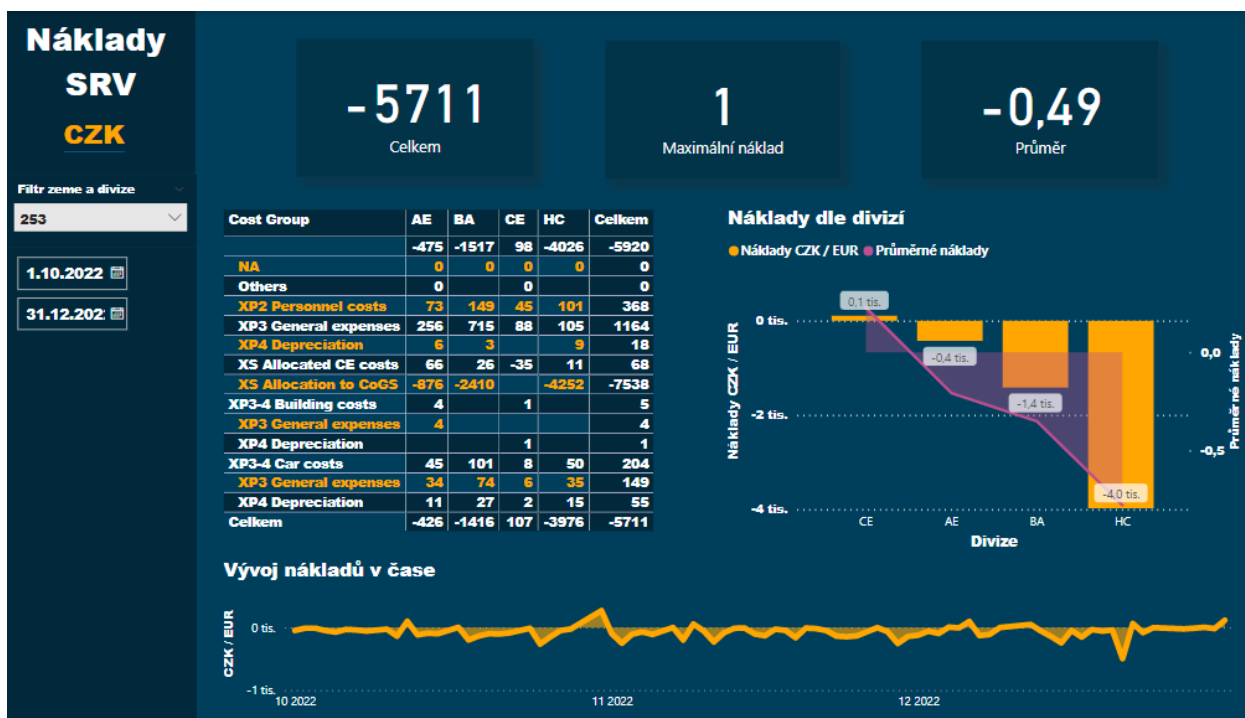 Náklady
SRV
CZK
Filtr zeme a divize
253
1.10.2022
31.12.202
-5711
Celkem
1
Maximální náklad
-0,49
Průměr
Cost Group AE BA CE HC Celkem
-475 -1517 98 -4026 -5920
NA 0 0 0 0 0
Others 0 0 0
XP2 Personnel costs 73 149 45 101 368
XP3 General expenses 256 715 88 105 1164
XP4 Depreciation 6 3 9 18
XS Allocated CE costs 66 26 -35 11 68
XS Allocation to CoGS -876 -2410 -4252 -7538
XP3-4 Building costs 4 1 5
XP3 General expenses 4 4
XP4 Depreciation 1 1
XP3-4 Car costs 45 101 8 50 204
XP3 General expenses 34 74 6 35 149
XP4 Depreciation 11 27 2 15 55
Celkem -426 -1416 107 -3976 -5711
Náklady dle divizí
Náklady CZK / EUR Průměrné náklady
Náklady CZK / EUR
0 tis.
-2 tis.
-4 tis.
0,1 tis.
-0,4 tis.
-1,4 tis.
-4,0 tis.
0,0
-0,5
Průměrné náklady
CE AE BA HC
Divize
Vývoj nákladů v čase
CZK / EUR
0 tis.
-1 tis.
10 2022 11 2022 12 2022